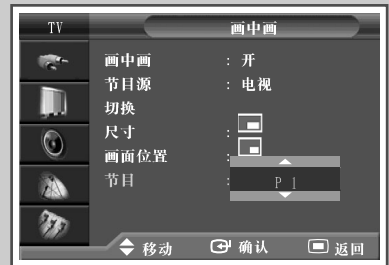 TV 画中画
画中画 : 开
节目源 : 电视
切换
尺寸 :
画面位置 :
节目 : P 1
移动 确认 返回